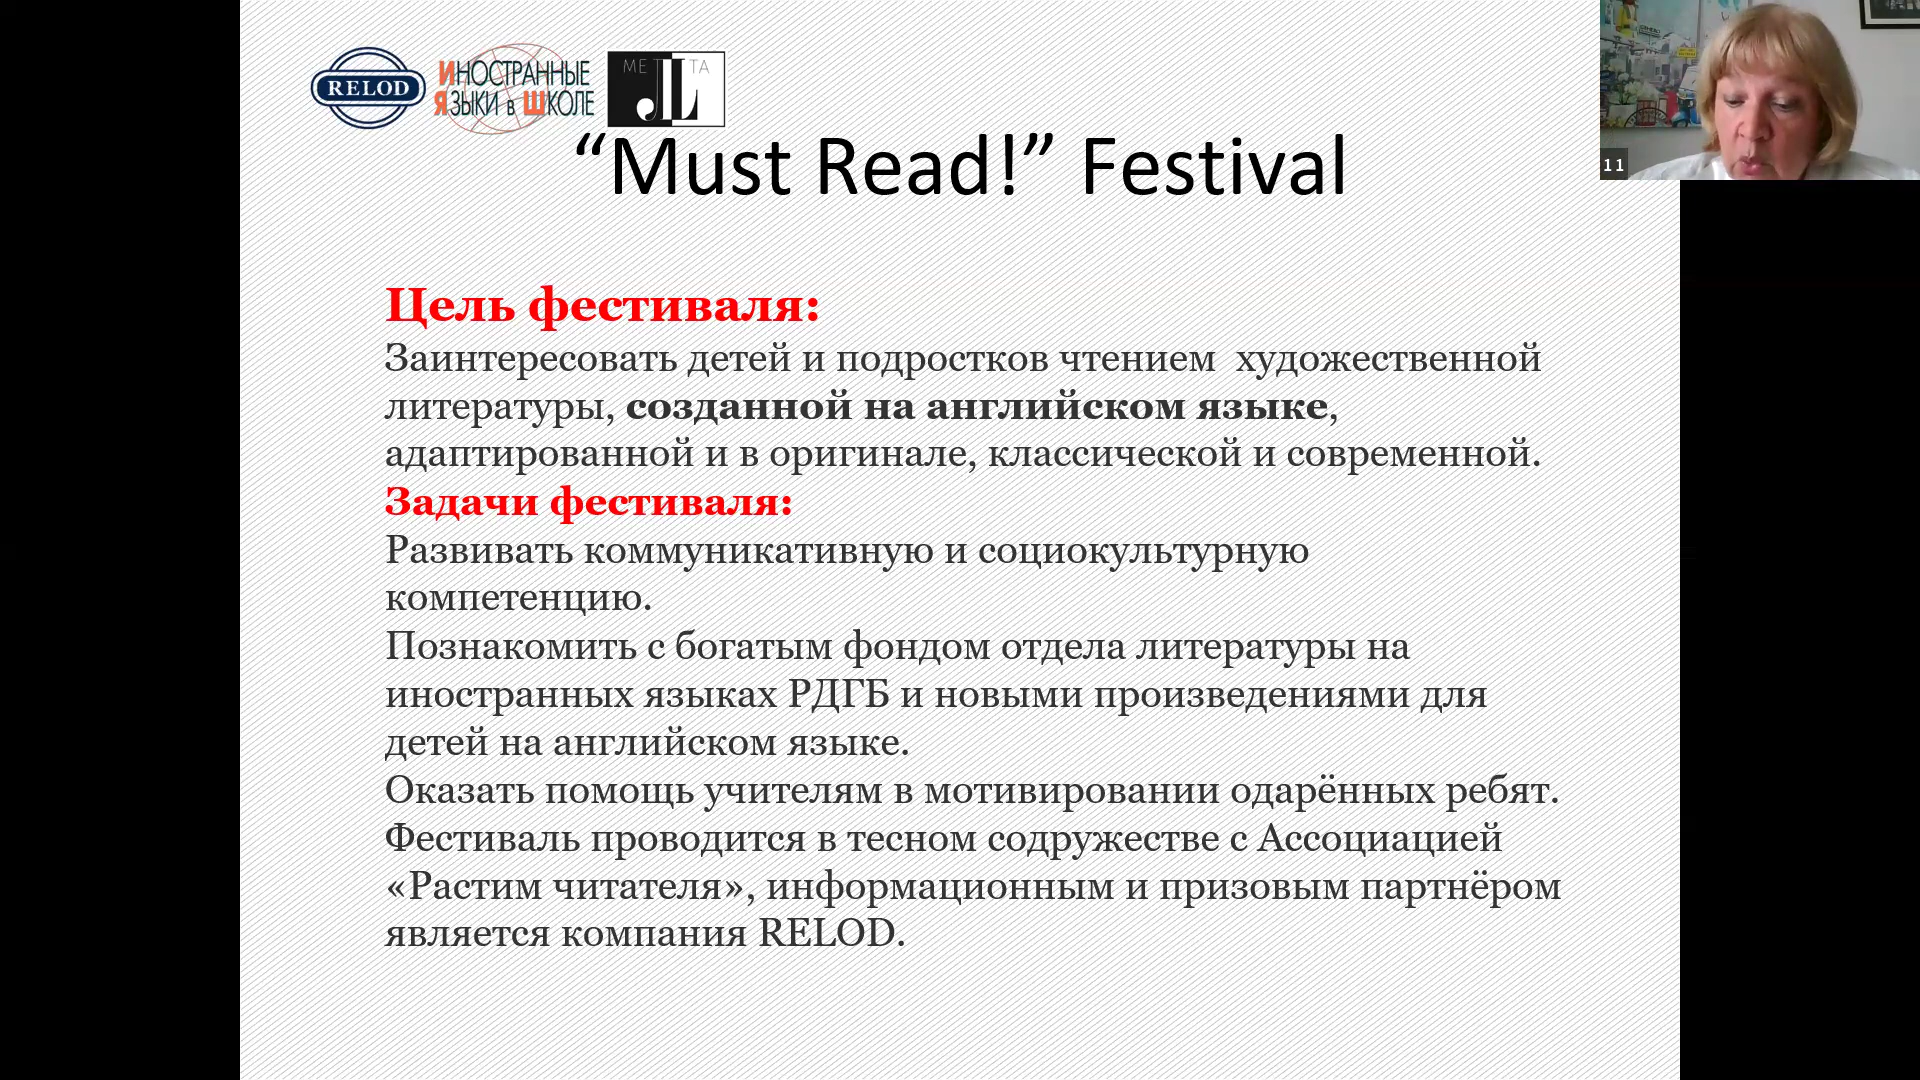 RELOD
ИНОСТРАННЫЕ
ЯЗЫКИ в ШКОЛЕ
МЕТА
JL
“Must Read!” Festival
11
Цель фестиваля:
Заинтересовать детей и подростков чтением художественной
литературы, созданной на английском языке,
адаптированной и в оригинале, классической и современной.
Задачи фестиваля:
Развивать коммуникативную и социокультурную
компетенцию.
Познакомить с богатым фондом отдела литературы на
иностранных языках РДГБ и новыми произведениями для
детей на английском языке.
Оказать помощь учителям в мотивировании одарённых ребят.
Фестиваль проводится в тесном содружестве с Ассоциацией
«Растим читателя», информационным и призовым партнёром
является компания RELOD.